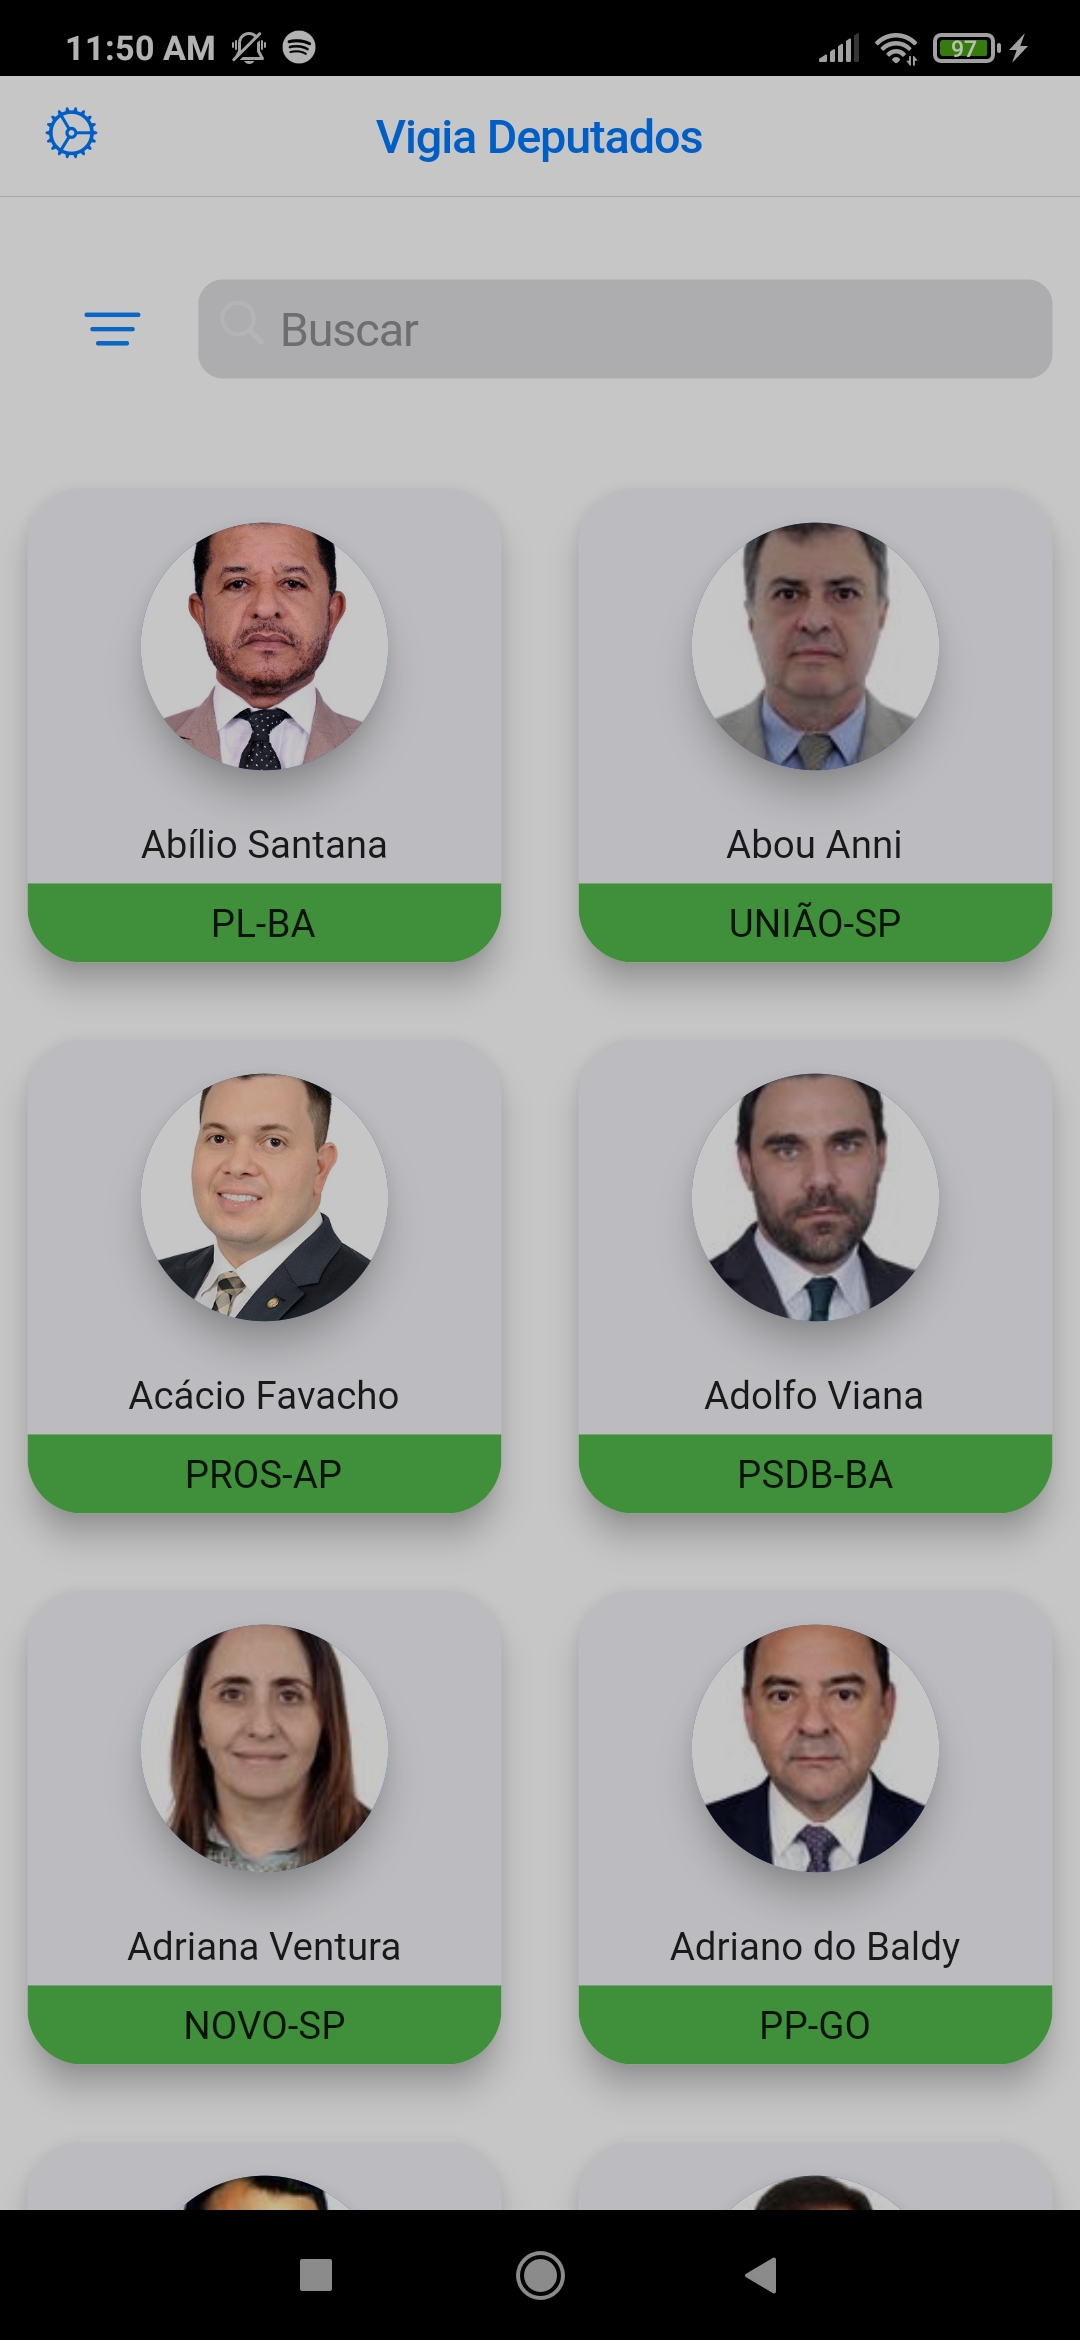 11:50 AM 97
Vigia Deputados
Buscar
Abílio Santana
PL-BA
Abou Anni
UNIÃO-SP
Acácio Favacho
PROS-AP
Adolfo Viana
PSDB-BA
Adriana Ventura
NOVO-SP
Adriano do Baldy
PP-GO